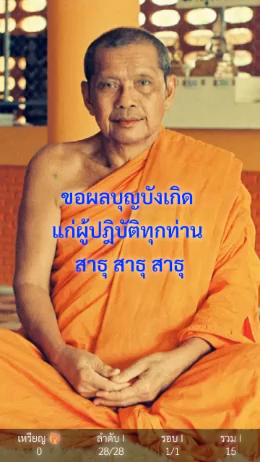 ขอผลบุญบังเกิด
แก่ผู้ปฎิบัติทุกท่าน
สาธุ สาธุ สาธุ
เหรียญ ลำดับ | รอบ | รวม |
0 28/28 1/1 15